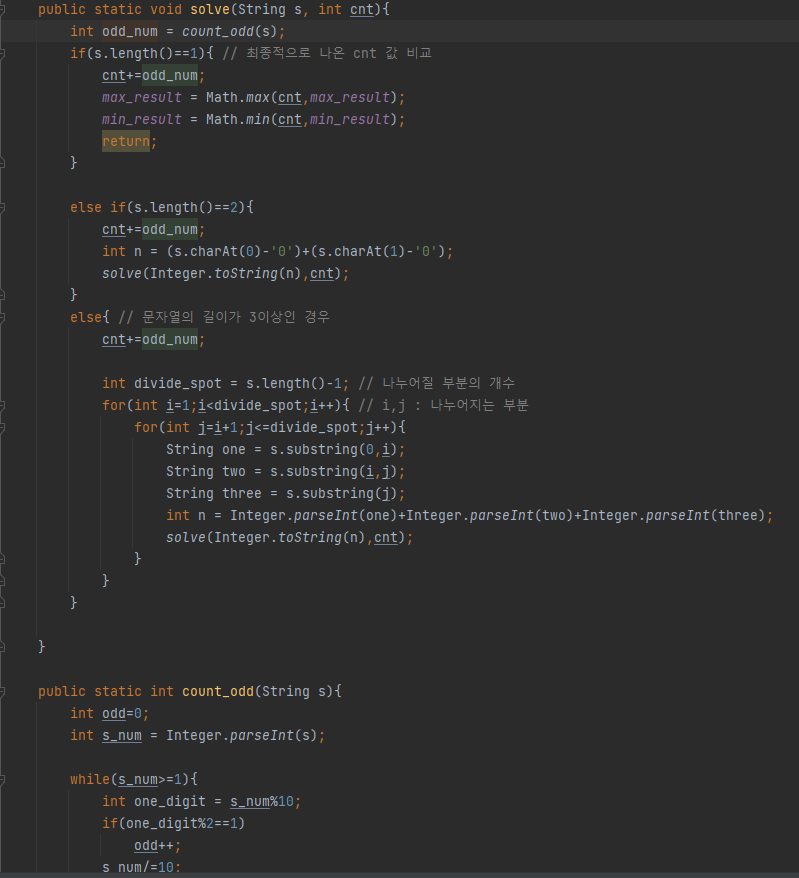 public static void solve(String s, int cnt){
int odd_num = count_odd(s);
if(s.length()==1){ // 최종적으로 나온 cnt 값 비교
cnt+=odd_num;
max_result = Math.max(cnt,max_result);
min_result = Math.min(cnt,min_result);
return;
}
else if(s.length()==2){
cnt+=odd_num;
int n = (s.charAt(0)-'0')+(s.charAt(1)-'0');
solve(Integer.toString(n),cnt);
}
else{ // 문자열의 길이가 3이상인 경우
cnt+=odd_num;
int divide_spot = s.length()-1; // 나누어질 부분의 개수
for(int i=1;i<divide_spot;i++){ // i,j : 나누어지는 부분
for(int j=i+1;j<=divide_spot;j++){
String one = s.substring(0,i);
String two = s.substring(i,j);
String three = s.substring(j);
int n = Integer.parseInt(one)+Integer.parseInt(two)+Integer.parseInt(three);
solve(Integer.toString(n),cnt);
}
}
}
}
public static int count_odd(String s){
int odd=0;
int s_num = Integer.parseInt(s);
while(s_num>=1){
int one_digit = s_num%10;
if(one_digit%2==1)
odd++;
s_num/=10;